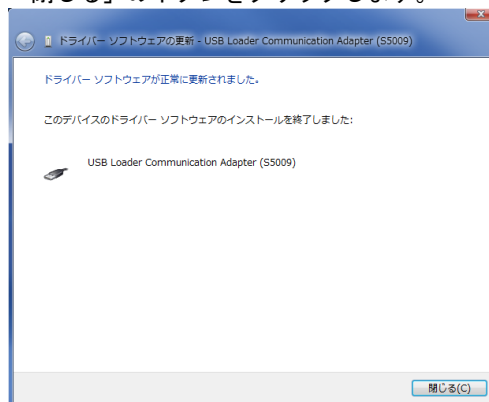 閉じる」ボタンをクリックします。
ドライバー ソフトウェアの更新 - USB Loader Communication Adapter (S5009)
ドライバー ソフトウェアが正常に更新されました。
このデバイスのドライバー ソフトウェアのインストールを終了しました:
USB Loader Communication Adapter (S5009)
閉じる(C)